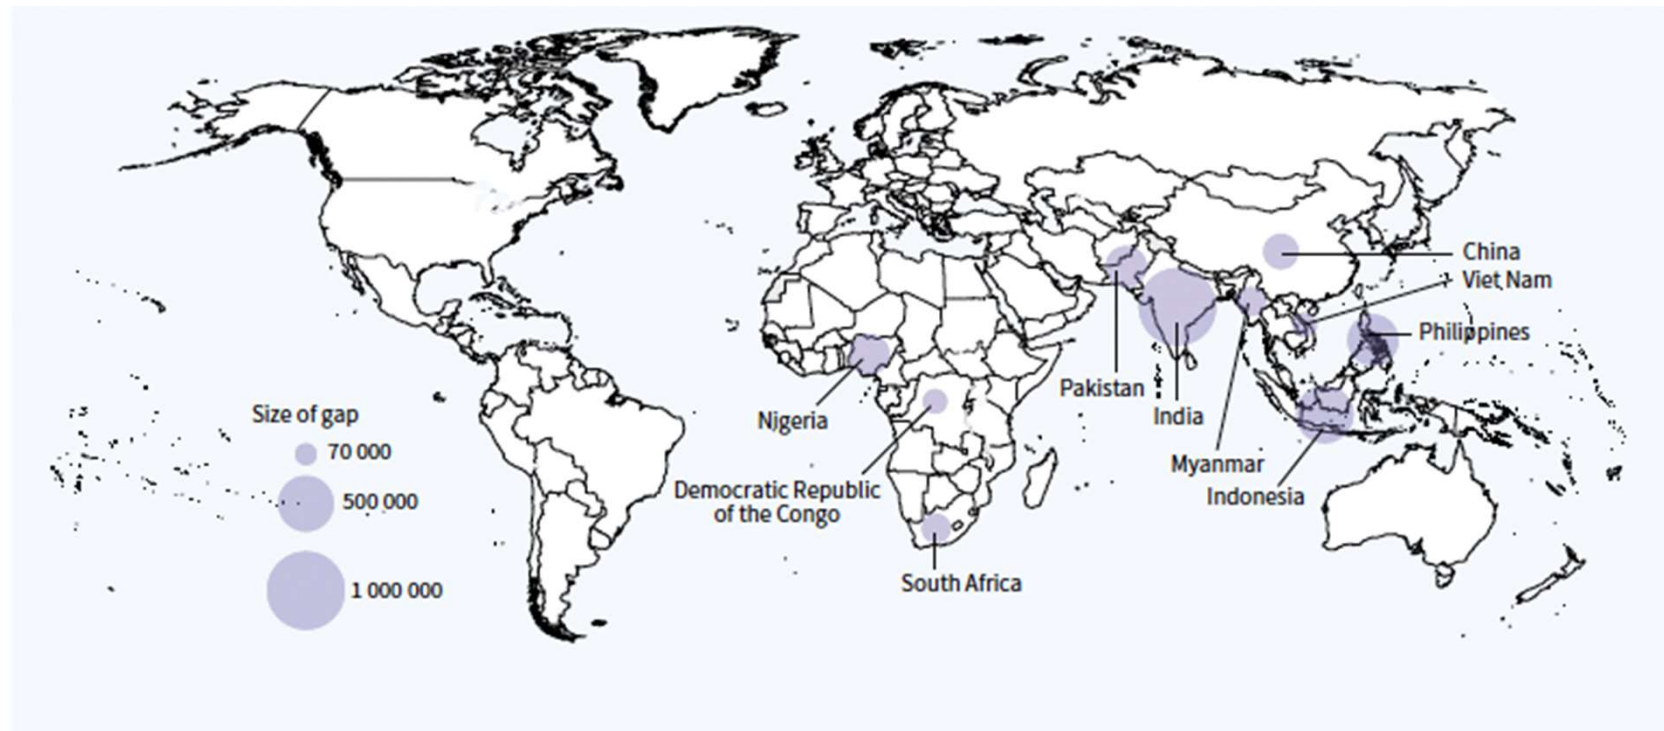 China
Viet Nam
Philippines
Pakistan
India
Nigeria
Size of gap
70 000
Myanmar
Democratic Republic
of the Congo
Indonesia
500 000
South Africa
1 000 000